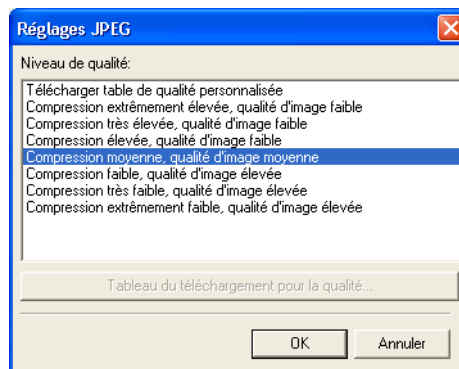 Réglages JPEG
Niveau de qualité:
Télécharger table de qualité personnalisée
Compression extrêmement élevée, qualité d'image faible
Compression très élevée, qualité d'image faible
Compression élevée, qualité d'image faible
Compression moyenne, qualité d'image moyenne
Compression faible, qualité d'image élevée
Compression très faible, qualité d'image élevée
Compression extrêmement faible, qualité d'image élevée
Tableau du téléchargement pour la qualité...
OK Annuler